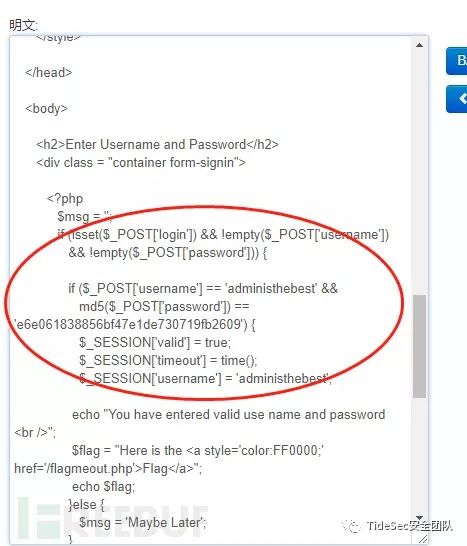 明文:
</style>
</head>
<body>
<h2>Enter Username and Password</h2>
<div class = "container form-signin">
<?php
$msg = '';
if (isset($_POST['login']) && !empty($_POST['username'])
&& !empty($_POST['password'])) {
if ($_POST['username'] == 'administhebest' &&
md5($_POST['password']) ==
'e6e061838856bf47e1de730719fb2609') {
$_SESSION['valid'] = true;
$_SESSION['timeout'] = time();
$_SESSION['username'] = 'administhebest';
echo "You have entered valid use name and password
<br />";
$flag = "Here is the <a style='color:FF0000;'
href='/flagmeout.php'>Flag</a>";
echo $flag;
}else {
$msg = 'Maybe Later';
}
FREEBUF
TideSec安全团队